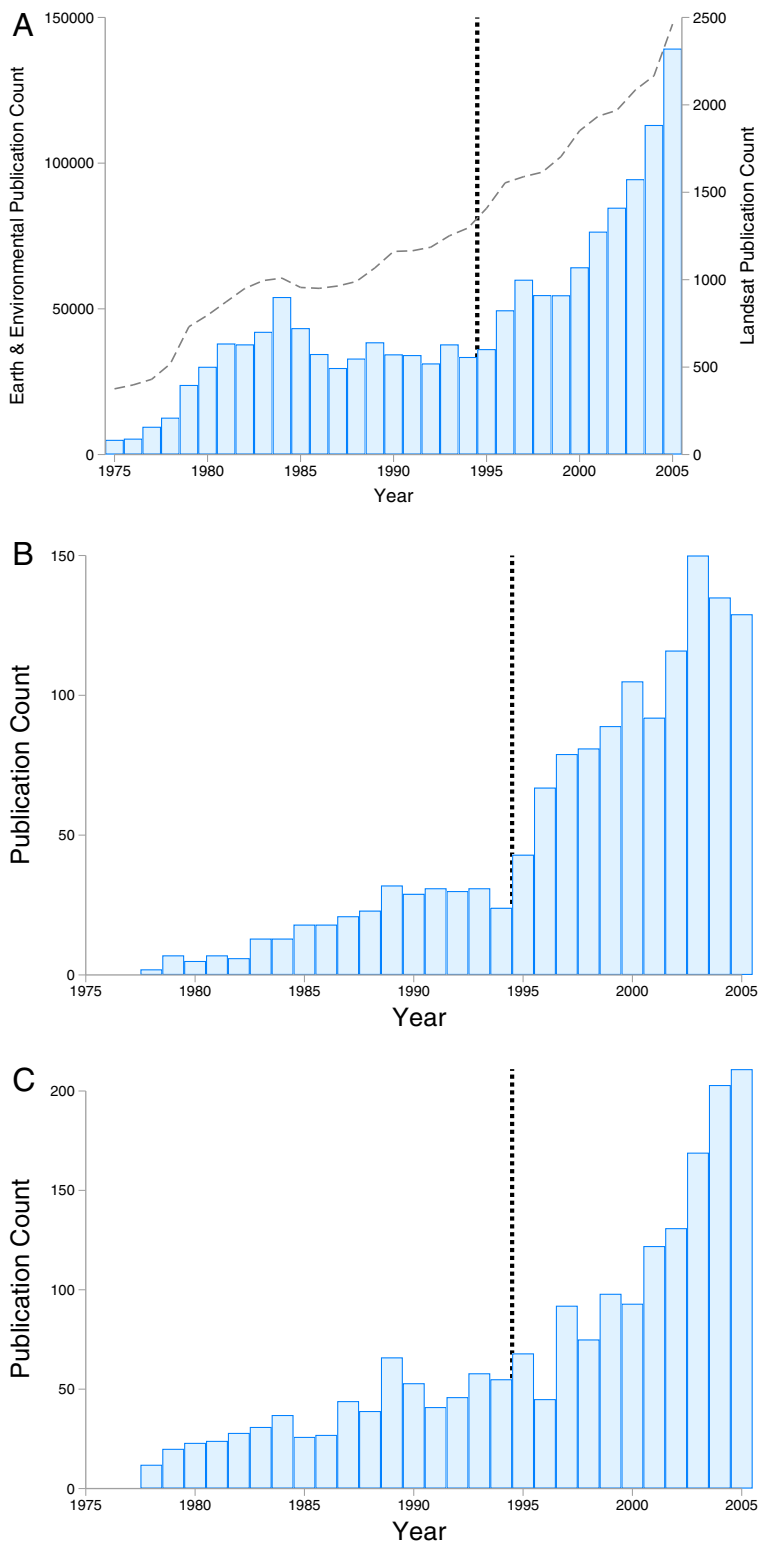 A
150000
100000
50000
0
Earth & Environmental Publication Count
2500
2000
1500
1000
500
0
Landsat Publication Count
1975 1980 1985 1990 1995 2000 2005
Year
B
150
100
50
0
Publication Count
1975 1980 1985 1990 1995 2000 2005
Year
C
200
150
100
50
0
Publication Count
1975 1980 1985 1990 1995 2000 2005
Year